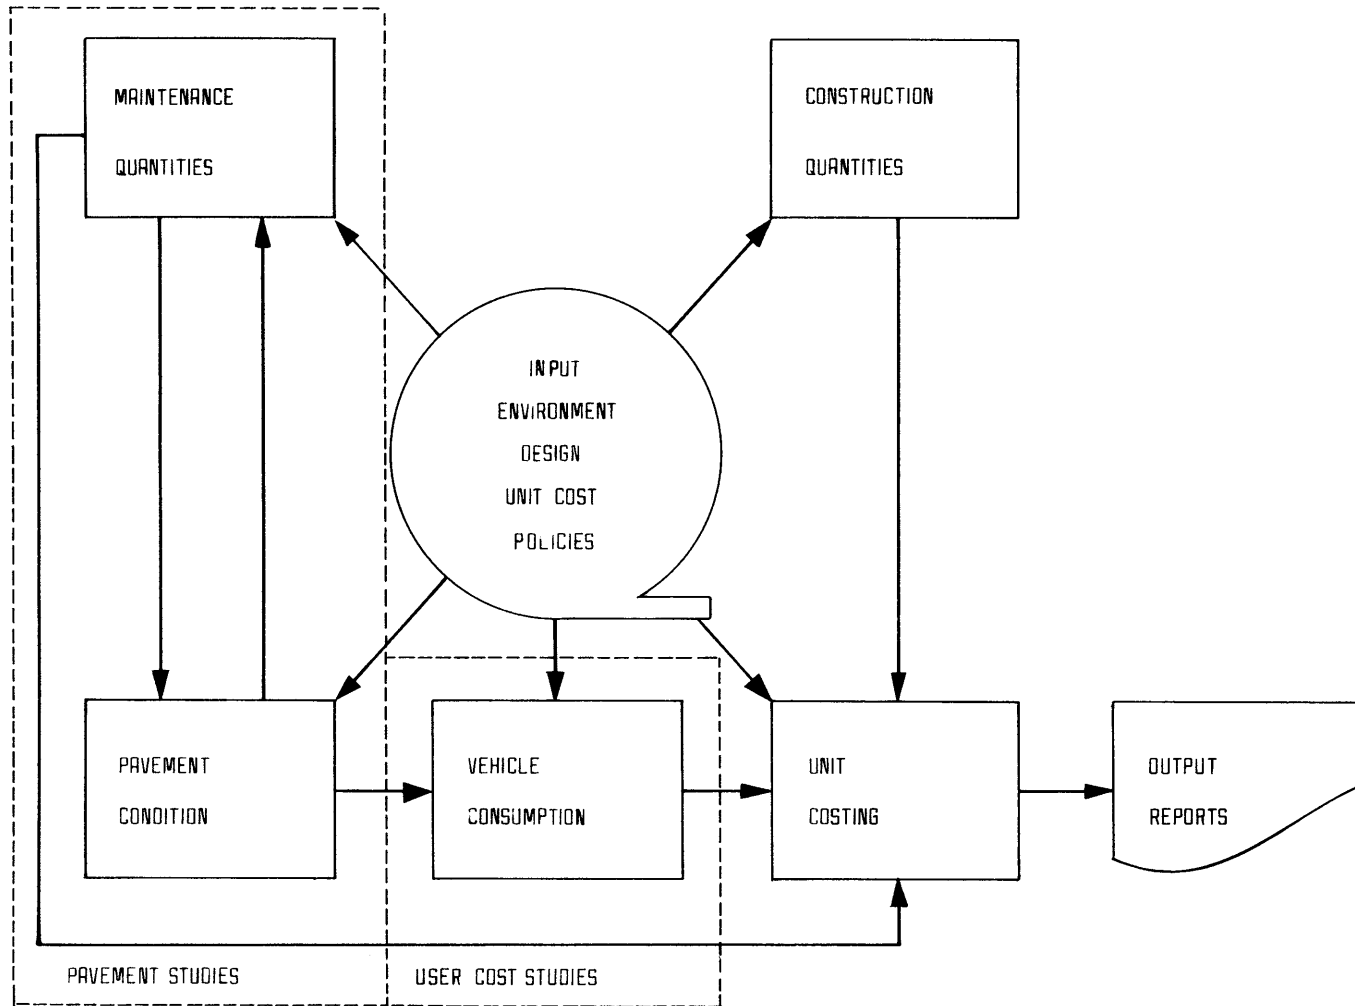 MAINTENANCE
QUANTITIES
CONSTRUCTION
QUANTITIES
INPUT
ENVIRONMENT
DESIGN
UNIT COST
POLICIES
PAVEMENT
CONDITION
VEHICLE
CONSUMPTION
UNIT
COSTING
OUTPUT
REPORTS
PAVEMENT STUDIES
USER COST STUDIES